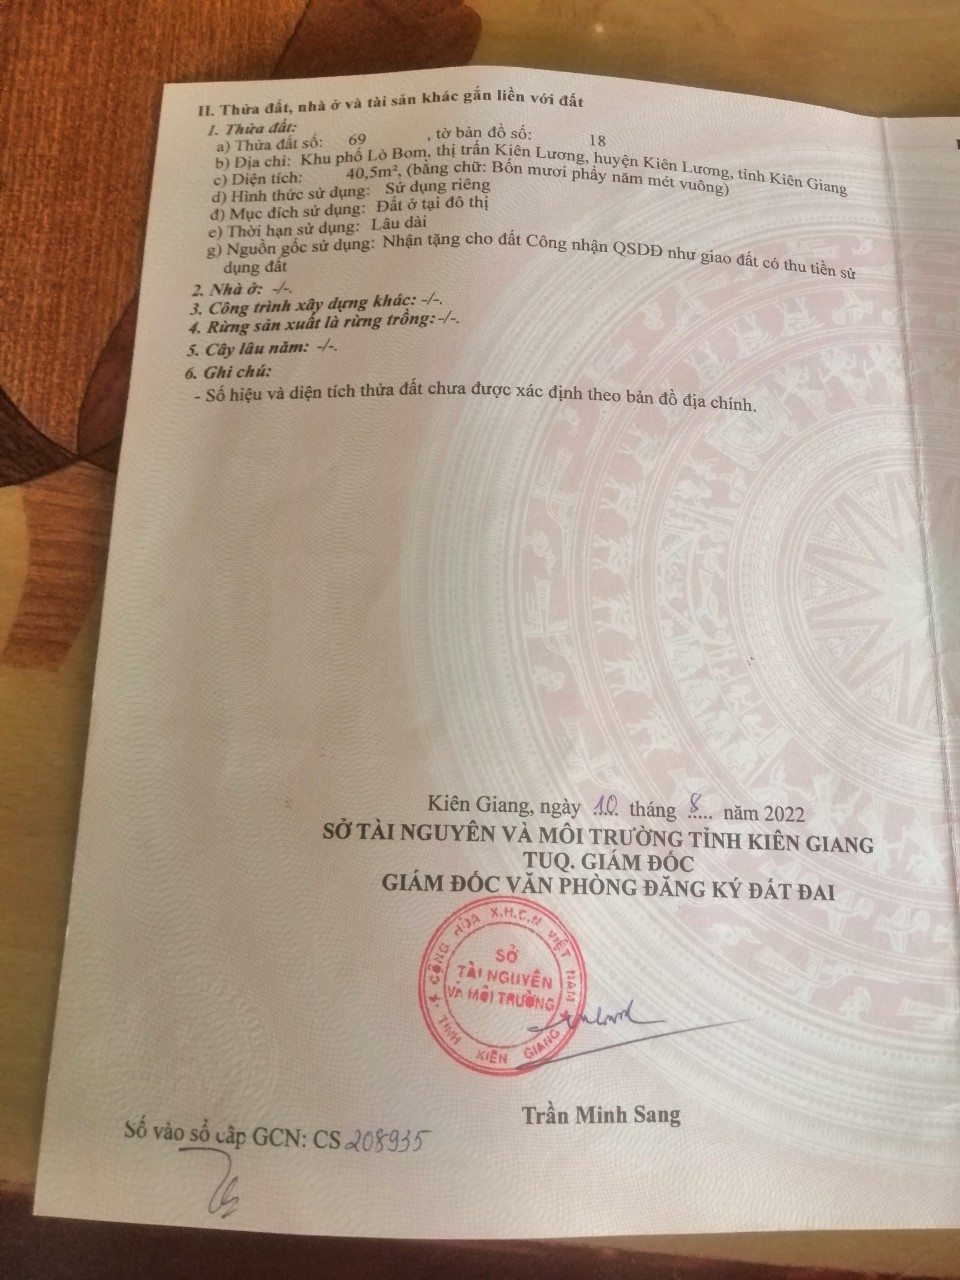 II. Thửa đất, nhà ở và tài sản khác gắn liền với đất
1. Thửa đất:
a) Thửa đất số: 69 , tờ bản đồ số: 18
b) Địa chỉ: Khu phố Lò Bom, thị trấn Kiên Lương, huyện Kiên Lương, tỉnh Kiên Giang
c) Diện tích: 40,5m², (bằng chữ: Bốn mươi phẩy năm mét vuông)
d) Hình thức sử dụng: Sử dụng riêng
đ) Mục đích sử dụng: Đất ở tại đô thị
e) Thời hạn sử dụng: Lâu dài
g) Nguồn gốc sử dụng: Nhận tặng cho đất Công nhận QSDĐ như giao đất có thu tiền sử
dụng đất
2. Nhà ở: -/-.
3. Công trình xây dựng khác: -/-.
4. Rừng sản xuất là rừng trồng: -/-.
5. Cây lâu năm: -/-.
6. Ghi chú:
- Số hiệu và diện tích thửa đất chưa được xác định theo bản đồ địa chính.
Kiên Giang, ngày 10 tháng 8 năm 2022
SỞ TÀI NGUYÊN VÀ MÔI TRƯỜNG TỈNH KIÊN GIANG
TUQ. GIÁM ĐỐC
GIÁM ĐỐC VĂN PHÒNG ĐĂNG KÝ ĐẤT ĐAI
CỘNG HÒA X.H.C.N VIỆT NAM
SỞ
TÀI NGUYÊN
VÀ MÔI TRƯỜNG
TỈNH KIÊN GIANG
Trần Minh Sang
Số vào sổ cấp GCN: CS 208935